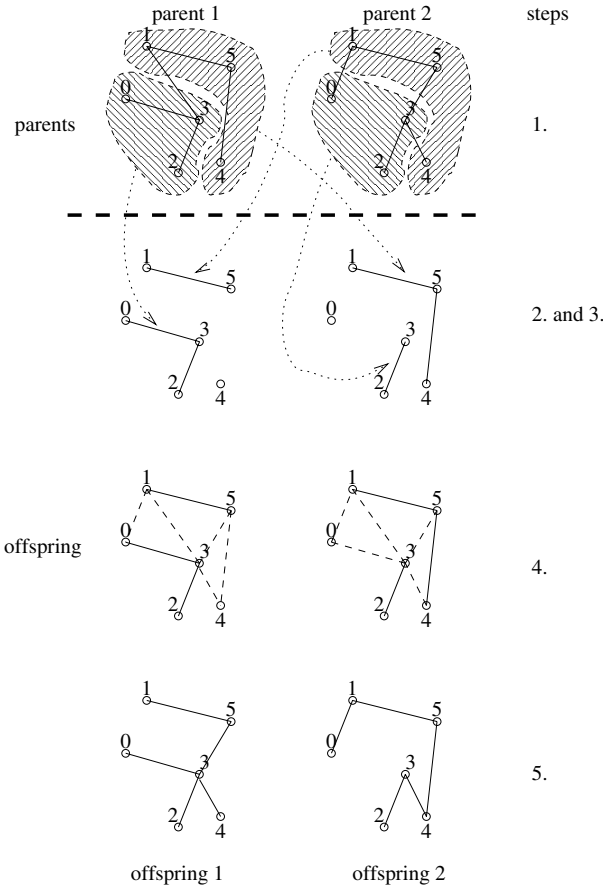 parent 1 parent 2 steps
1 5 1 5
0 3 0 3
parents 1.
2 4 2 4
1 5 1 5
0 3 0 3
2. and 3.
2 4 2 4
1 5 1 5
0 3 0 3
offspring 4.
2 4 2 4
1 5 1 5
0 3 0 3
5.
2 4 2 4
offspring 1 offspring 2